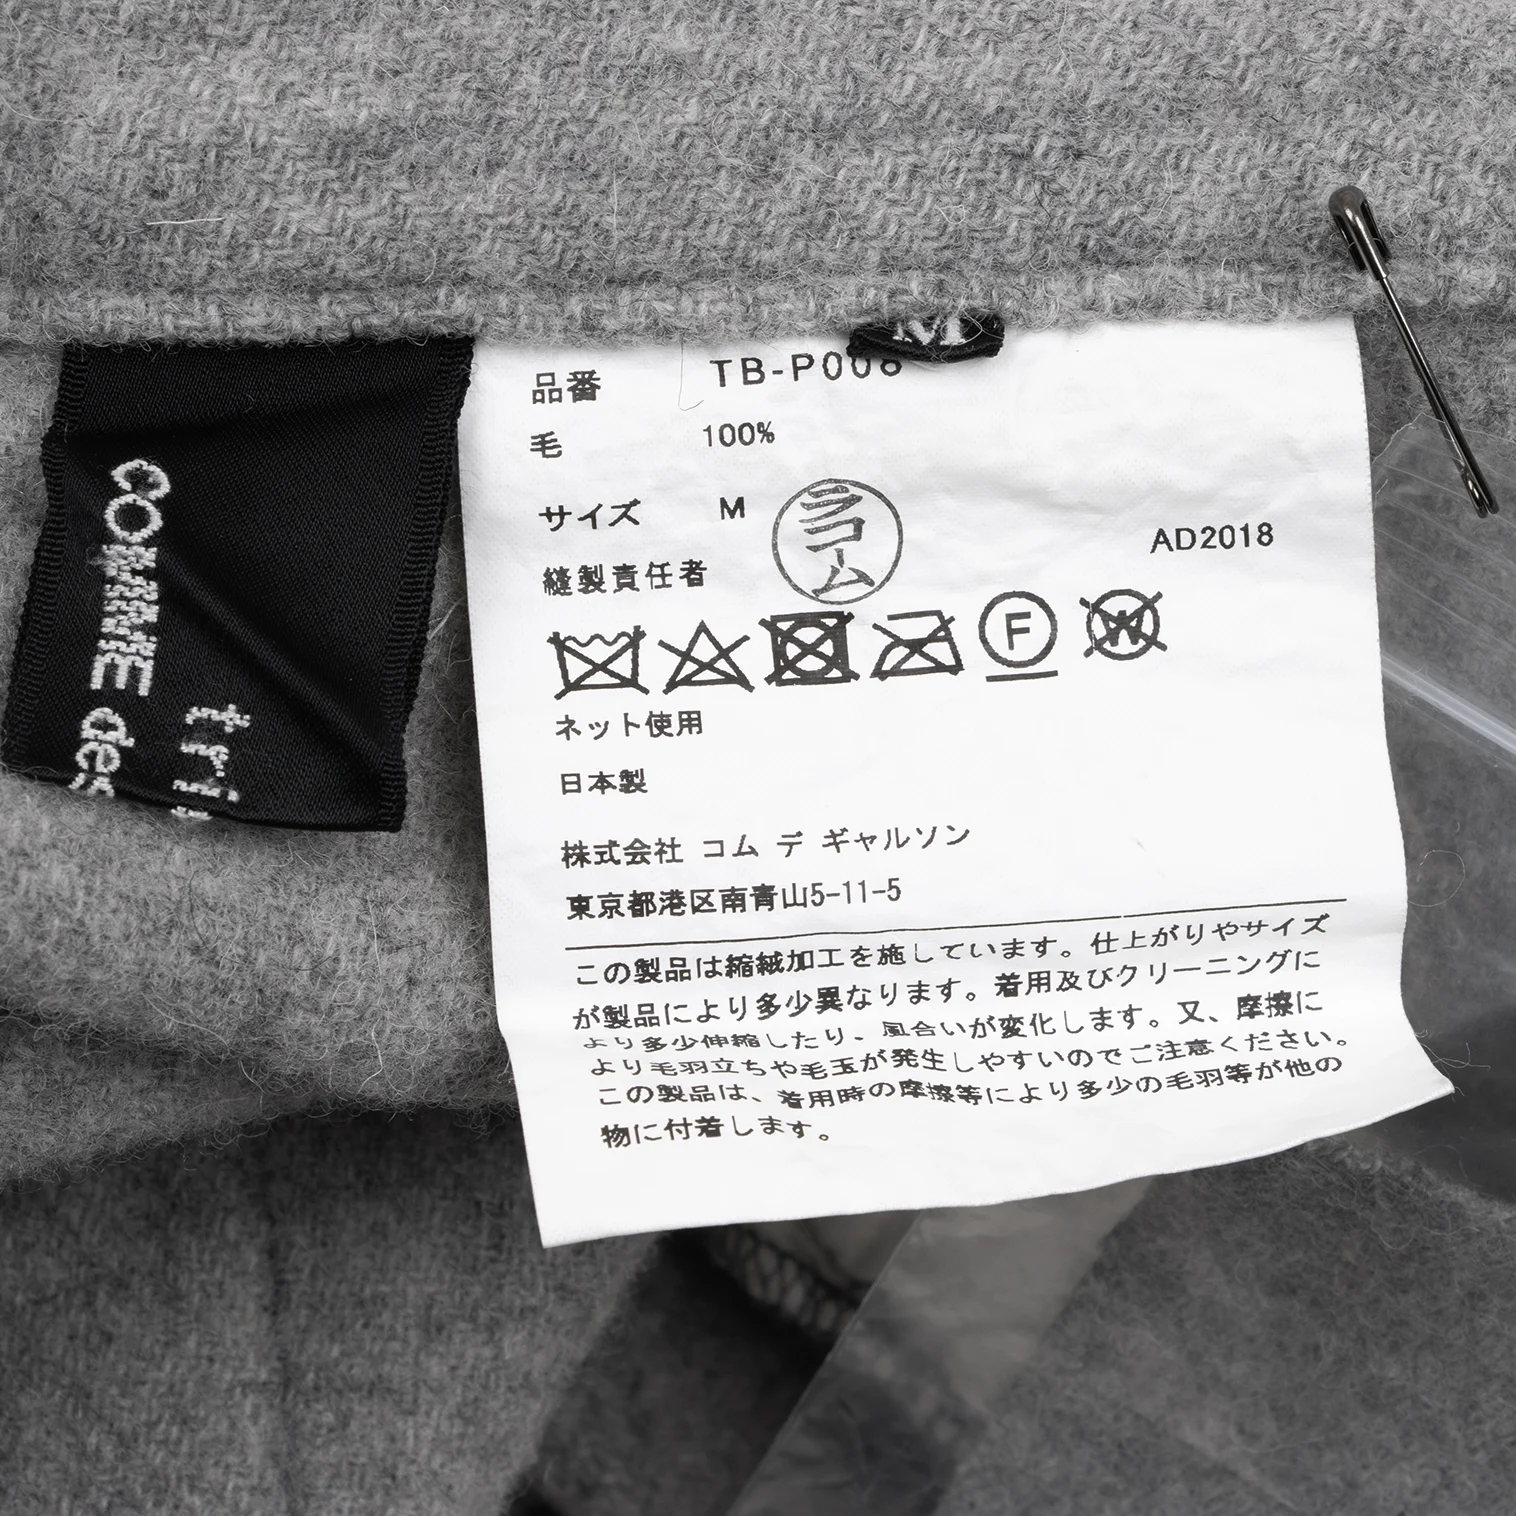 COMME des
tri
M
品番 TB-P008
毛 100%
サイズ M
ラコム
縫製責任者
AD2018
F
W
ネット使用
日本製
株式会社 コム デ ギャルソン
東京都港区南青山5-11-5
この製品は縮絨加工を施しています。仕上がりやサイズ
が製品により多少異なります。着用及びクリーニングに
より多少伸縮したり、風合いが変化します。又、摩擦に
より毛羽立ちや毛玉が発生しやすいのでご注意ください。
この製品は、着用時の摩擦等により多少の毛羽等が他の
物に付着します。